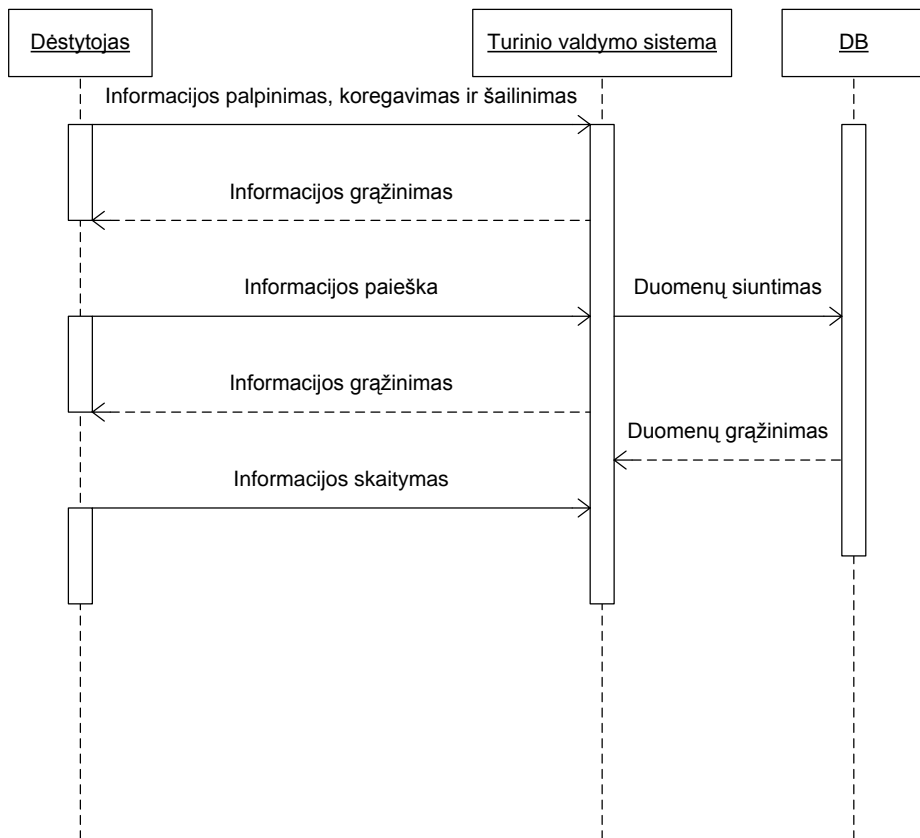 Dėstytojas
Turinio valdymo sistema
DB
Informacijos palpinimas, koregavimas ir šailinimas
Informacijos grąžinimas
Informacijos paieška
Duomenų siuntimas
Informacijos grąžinimas
Duomenų grąžinimas
Informacijos skaitymas